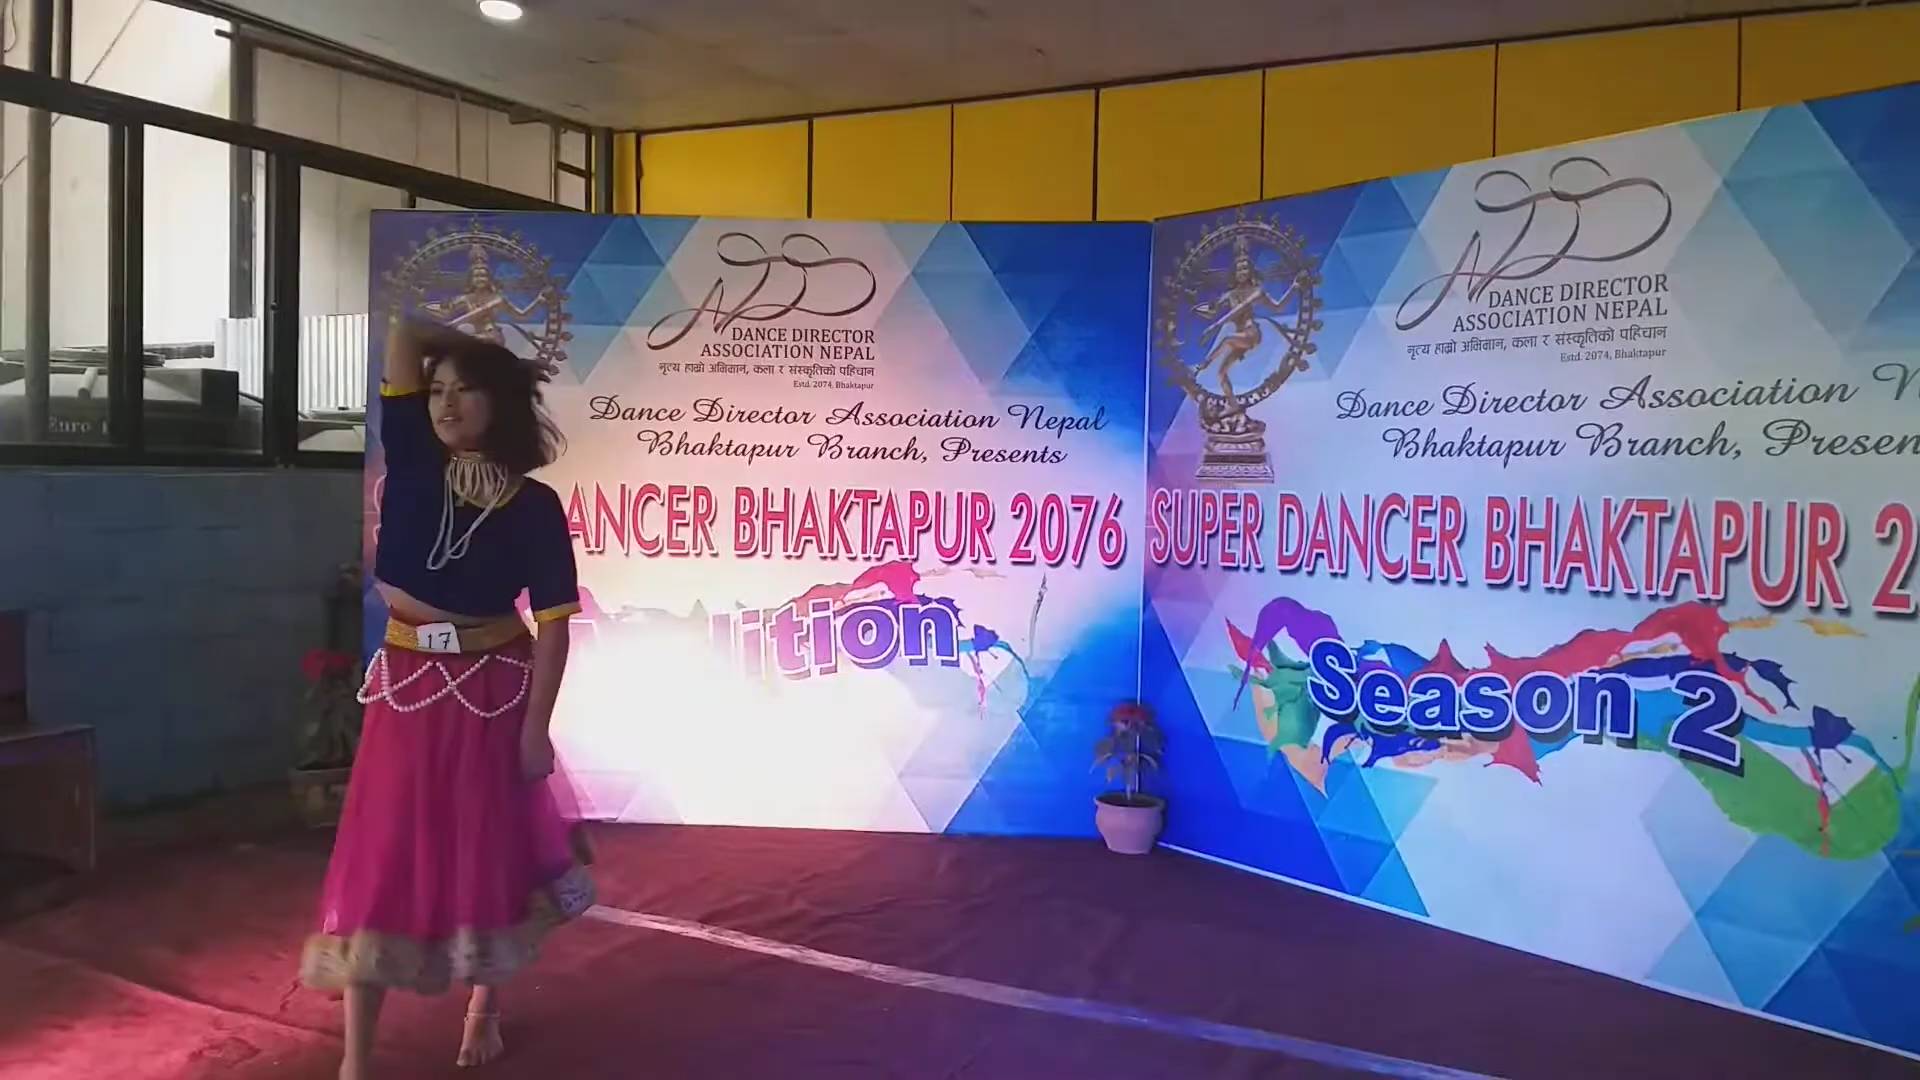 DANCE DIRECTOR
ASSOCIATION NEPAL
नृत्य हाम्रो अभिमान, कला र संस्कृतिको पहिचान
Estd. 2074, Bhaktapur
Dance Director Association Nepal
Bhaktapur Branch, Presents
ANCER BHAKTAPUR 2076
dition
DANCE DIRECTOR
ASSOCIATION NEPAL
नृत्य हाम्रो अभिमान, कला र संस्कृतिको पहिचान
Estd. 2074, Bhaktapur
Dance Director Association N
Bhaktapur Branch, Presen
SUPER DANCER BHAKTAPUR 2
Season 2
17
Euro